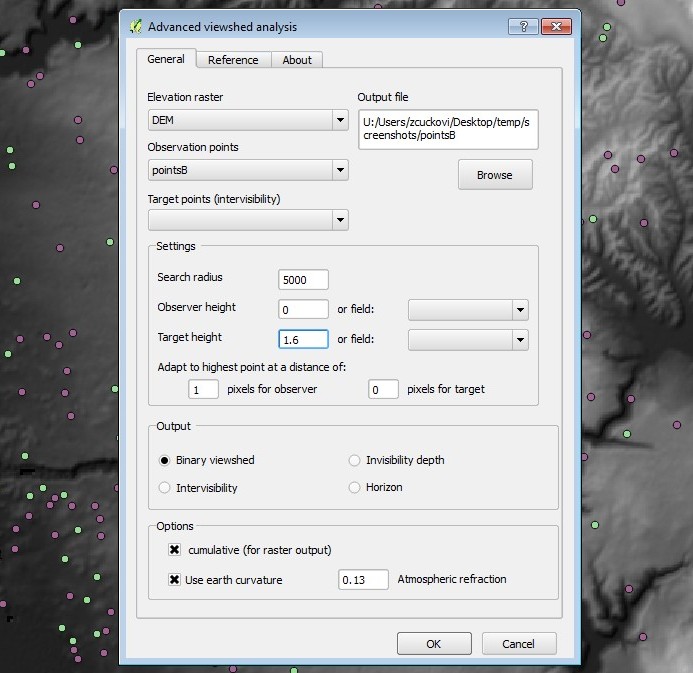 Advanced viewshed analysis
General
Reference
About
Elevation raster
Output file
DEM
U:/Users/zcuckovi/Desktop/temp/s
creenshots/pointsB
Observation points
pointsB
Browse
Target points (intervisibility)
Settings
Search radius
5000
Observer height
0
or field:
Target height
1.6
or field:
Adapt to highest point at a distance of:
1
pixels for observer
0
pixels for target
Output
Binary viewshed
Invisibility depth
Intervisibility
Horizon
Options
cumulative (for raster output)
Use earth curvature
0.13
Atmospheric refraction
OK
Cancel